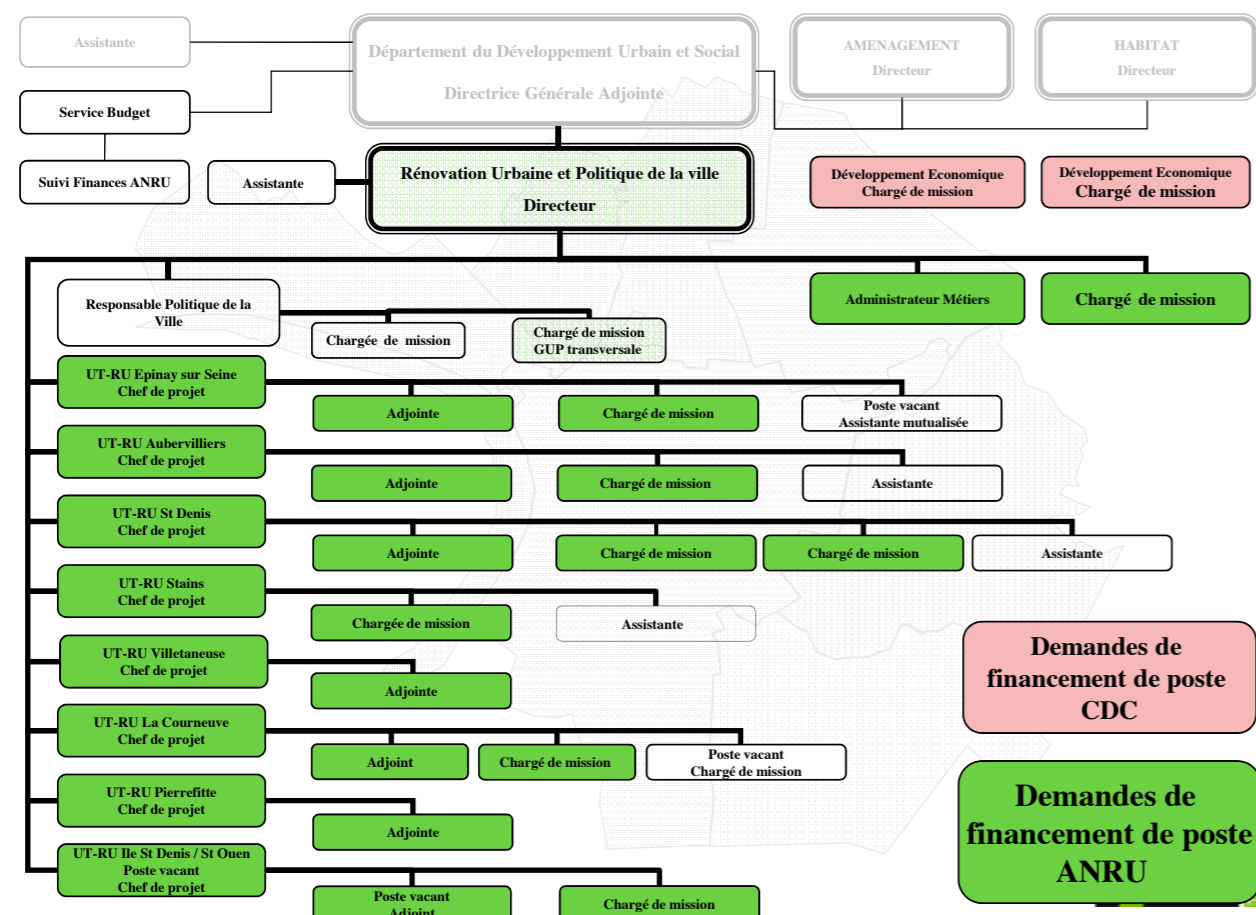 Assistante
Département du Développement Urbain et Social
Directrice Générale Adjointe
AMENAGEMENT
Directeur
HABITAT
Directeur
Service Budget
Suivi Finances ANRU
Assistante
Rénovation Urbaine et Politique de la ville
Directeur
Développement Economique
Chargé de mission
Développement Economique
Chargé de mission
Responsable Politique de la
Ville
Chargée de mission
Chargé de mission
GUP transversale
Administrateur Métiers
Chargé de mission
UT-RU Epinay sur Seine
Chef de projet
Adjointe
Chargé de mission
Poste vacant
Assistante mutualisée
UT-RU Aubervilliers
Chef de projet
Adjointe
Chargé de mission
Assistante
UT-RU St Denis
Chef de projet
Adjointe
Chargé de mission
Chargé de mission
Assistante
UT-RU Stains
Chef de projet
Chargée de mission
Assistante
UT-RU Villetaneuse
Chef de projet
Adjointe
UT-RU La Courneuve
Chef de projet
Adjoint
Chargé de mission
Poste vacant
Chargé de mission
UT-RU Pierrefitte
Chef de projet
Adjointe
UT-RU Ile St Denis / St Ouen
Poste vacant
Chef de projet
Poste vacant
Adjoint
Chargé de mission
Demandes de
financement de poste
CDC
Demandes de
financement de poste
ANRU